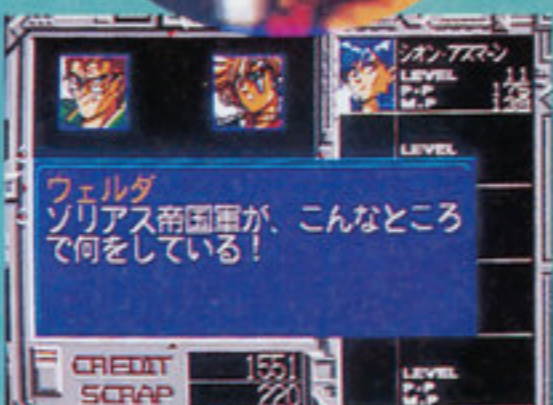 シオン・アスマーン
LEVEL 11
P・P 175
M・P
LEVEL
ウェルダ
ソリアス帝国軍が、こんなところ
で何をしている！
CREDIT 1551
SCRAP 220
LEVEL
P・P
M・P